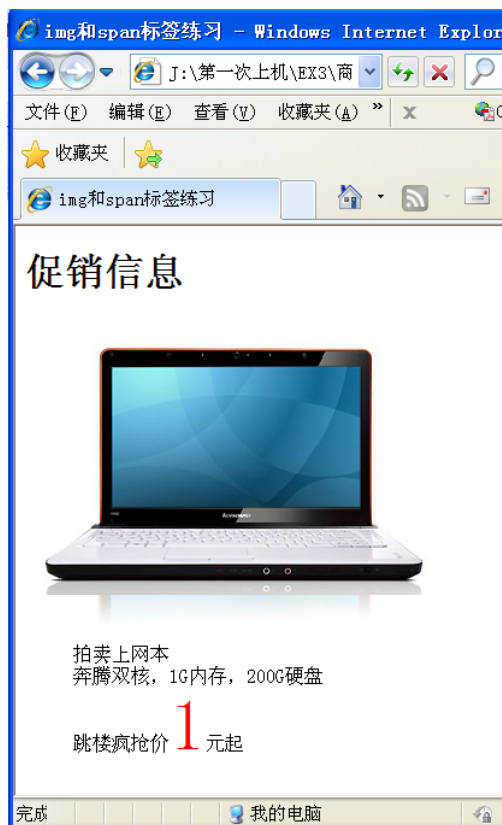 img和span标签练习 - Windows Internet Explor
J:\第一次上机\EX3\商
文件(F) 编辑(E) 查看(V) 收藏夹(A) » x
收藏夹
img和span标签练习
促销信息
lenovo
拍卖上网本
奔腾双核，1G内存，200G硬盘
跳楼疯抢价 1 元起
完成 我的电脑